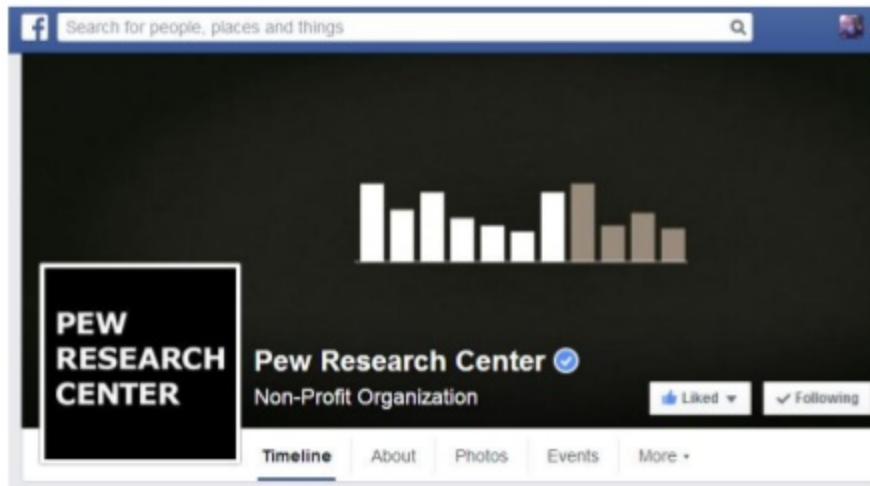 f Search for people, places and things
PEW
RESEARCH
CENTER
Pew Research Center
Non-Profit Organization
Liked Following
Timeline About Photos Events More